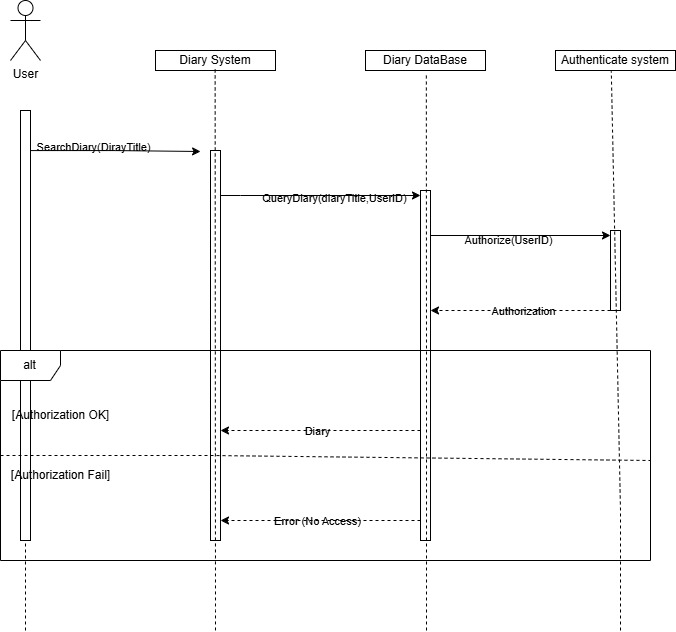 User
Diary System
Diary DataBase
Authenticate system
SearchDiary(DirayTitle)
QueryDiary(diaryTitle,UserID)
Authorize(UserID)
Authorization
alt
[Authorization OK]
Diary
[Authorization Fail]
Error (No Access)